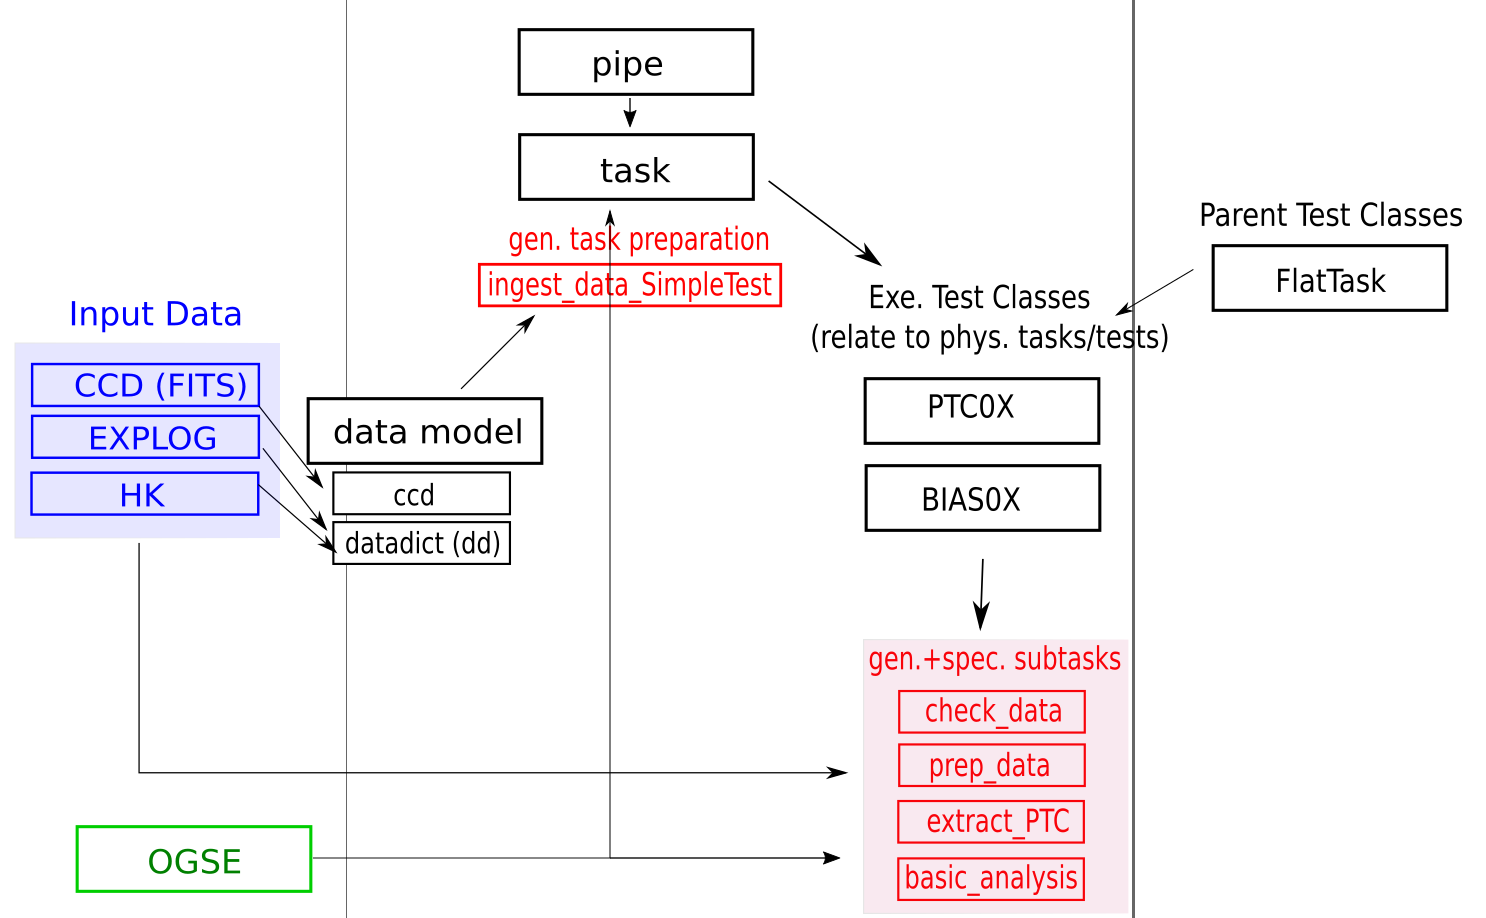 pipe
task
gen. task preparation
ingest_data_SimpleTest
Parent Test Classes
FlatTask
Exe. Test Classes
(relate to phys. tasks/tests)
PTC0X
BIAS0X
Input Data
CCD (FITS)
EXPLOG
HK
data model
ccd
datadict (dd)
gen.+spec. subtasks
check_data
prep_data
extract_PTC
basic_analysis
OGSE